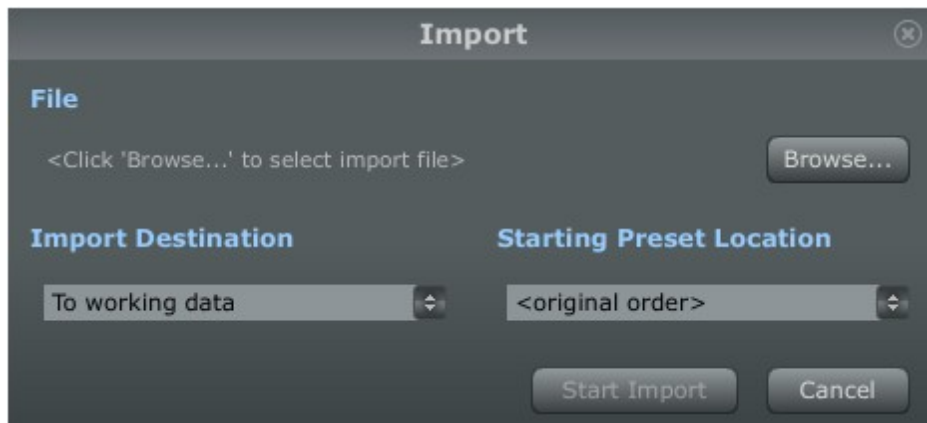 Import
File
<Click 'Browse...' to select import file>
Browse...
Import Destination
Starting Preset Location
To working data
<original order>
Start Import
Cancel